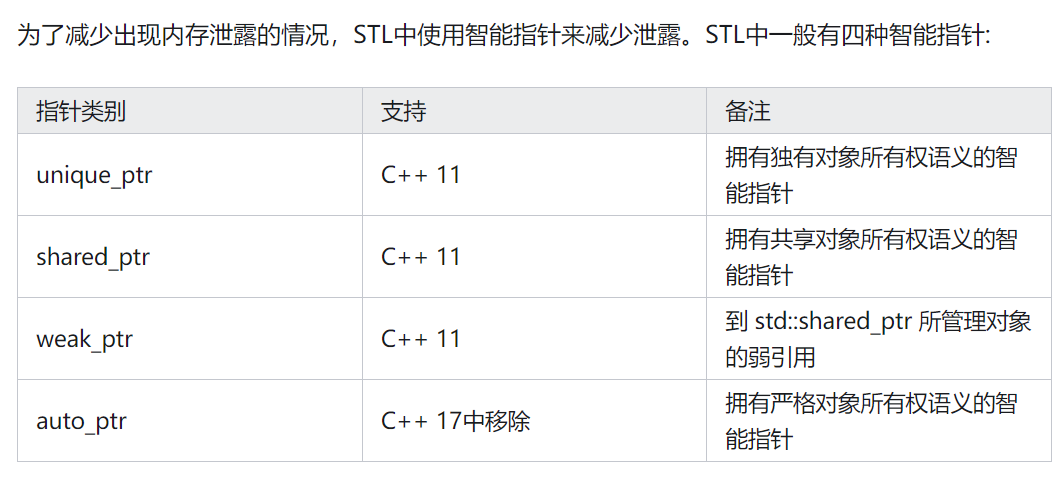 为了减少出现内存泄露的情况，STL中使用智能指针来减少泄露。STL中一般有四种智能指针:
指针类别 支持 备注
unique_ptr C++ 11 拥有独有对象所有权语义的智
能指针
shared_ptr C++ 11 拥有共享对象所有权语义的智
能指针
weak_ptr C++ 11 到 std::shared_ptr 所管理对象
的弱引用
auto_ptr C++ 17中移除 拥有严格对象所有权语义的智
能指针